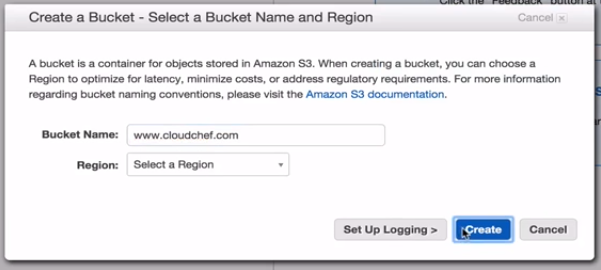 Click the "Feedback" button at
Create a Bucket - Select a Bucket Name and Region
Cancel
A bucket is a container for objects stored in Amazon S3. When creating a bucket, you can choose a
Region to optimize for latency, minimize costs, or address regulatory requirements. For more information
regarding bucket naming conventions, please visit the Amazon S3 documentation.
Bucket Name: www.cloudchef.com
Region: Select a Region
Set Up Logging > Create Cancel